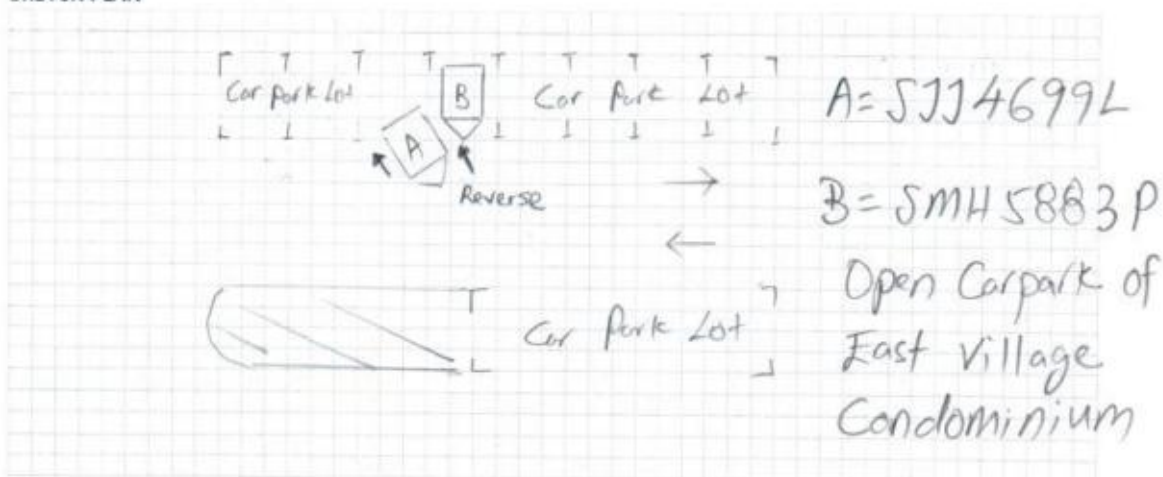 Car Park Lot
B
Car Park Lot
A
Reverse
Car Park Lot
A = SJJ4699L
B = SMH5883P
Open Carpark of
East Village
Condominium